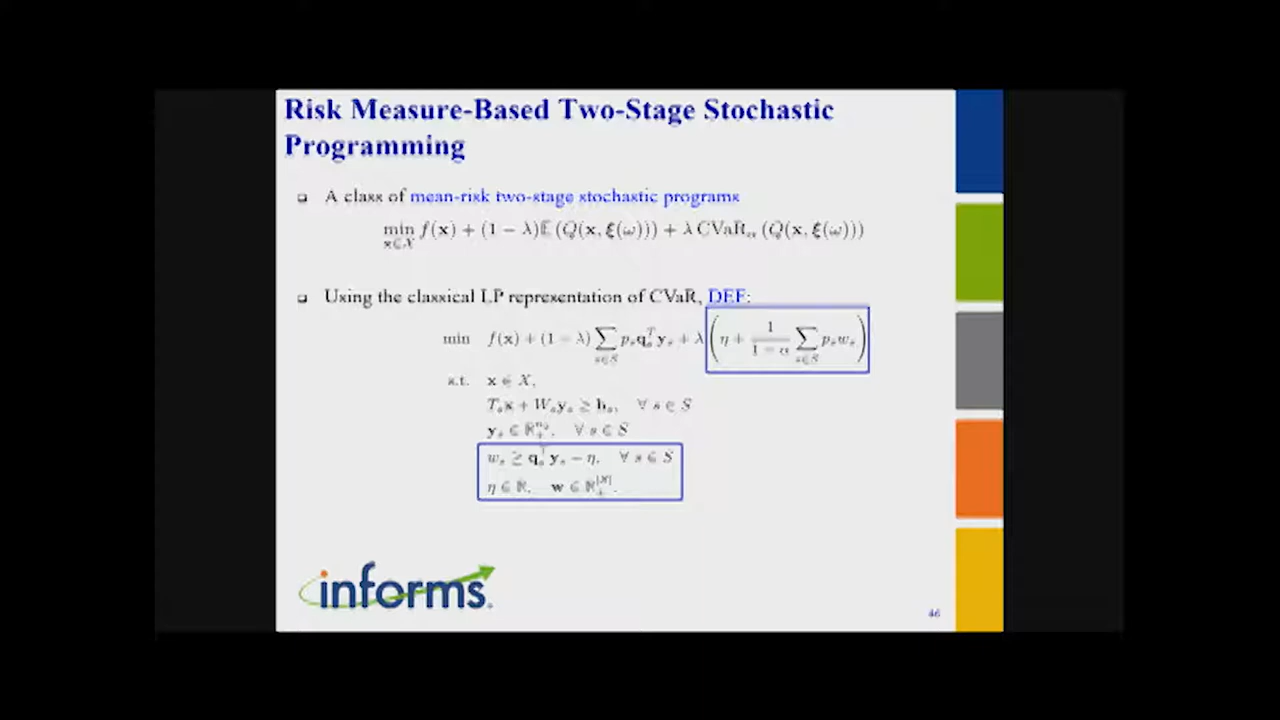 Risk Measure-Based Two-Stage Stochastic
Programming
❑ A class of mean-risk two-stage stochastic programs
min_{x∈X} f(x) + (1 − λ)𝔼 (Q(x, ξ(ω))) + λ CVaR_α (Q(x, ξ(ω)))
❑ Using the classical LP representation of CVaR, DEF:
min f(x) + (1 − λ) ∑_{s∈S} p_s q_s^T y_s + λ (η + 1/(1 − α) ∑_{s∈S} p_s w_s)
s.t. x ∈ X,
T_s x + W_s y_s ≥ h_s, ∀ s ∈ S
y_s ∈ ℝ_+^{n_2}, ∀ s ∈ S
w_s ≥ q_s^T y_s − η, ∀ s ∈ S
η ∈ ℝ, w ∈ ℝ_+^{|S|}.
informs
46